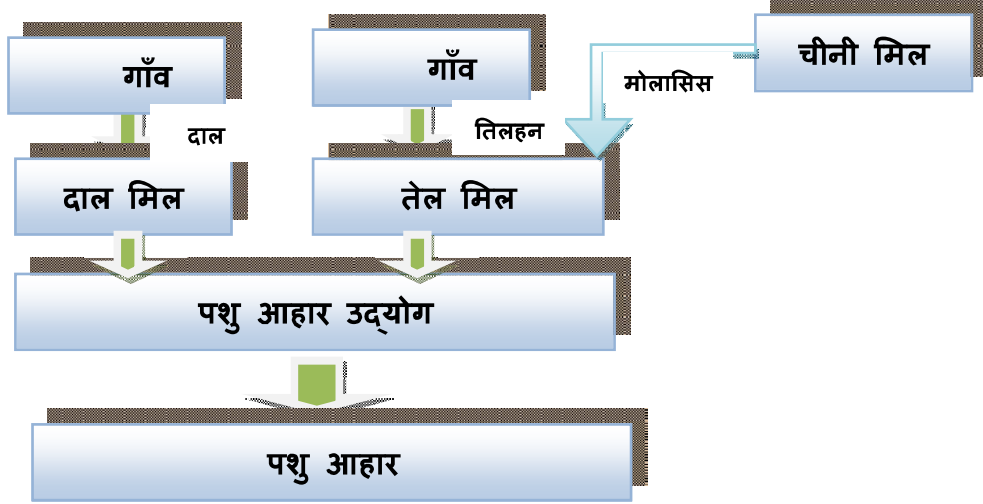 गाँव
गाँव
चीनी मिल
मोलासिस
दाल
तिलहन
दाल मिल
तेल मिल
पशु आहार उद्योग
पशु आहार